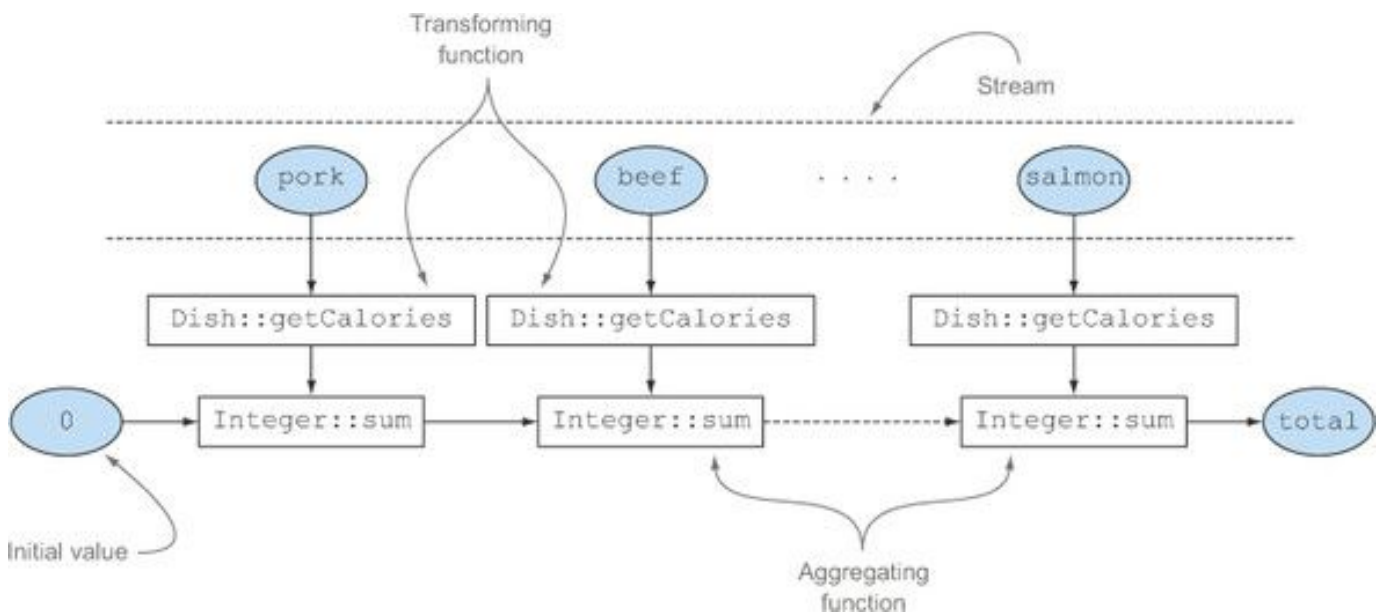 Transforming
function
Stream
pork
beef
. . . .
salmon
Dish::getCalories
Dish::getCalories
Dish::getCalories
0
Integer::sum
Integer::sum
Integer::sum
total
Initial value
Aggregating
function